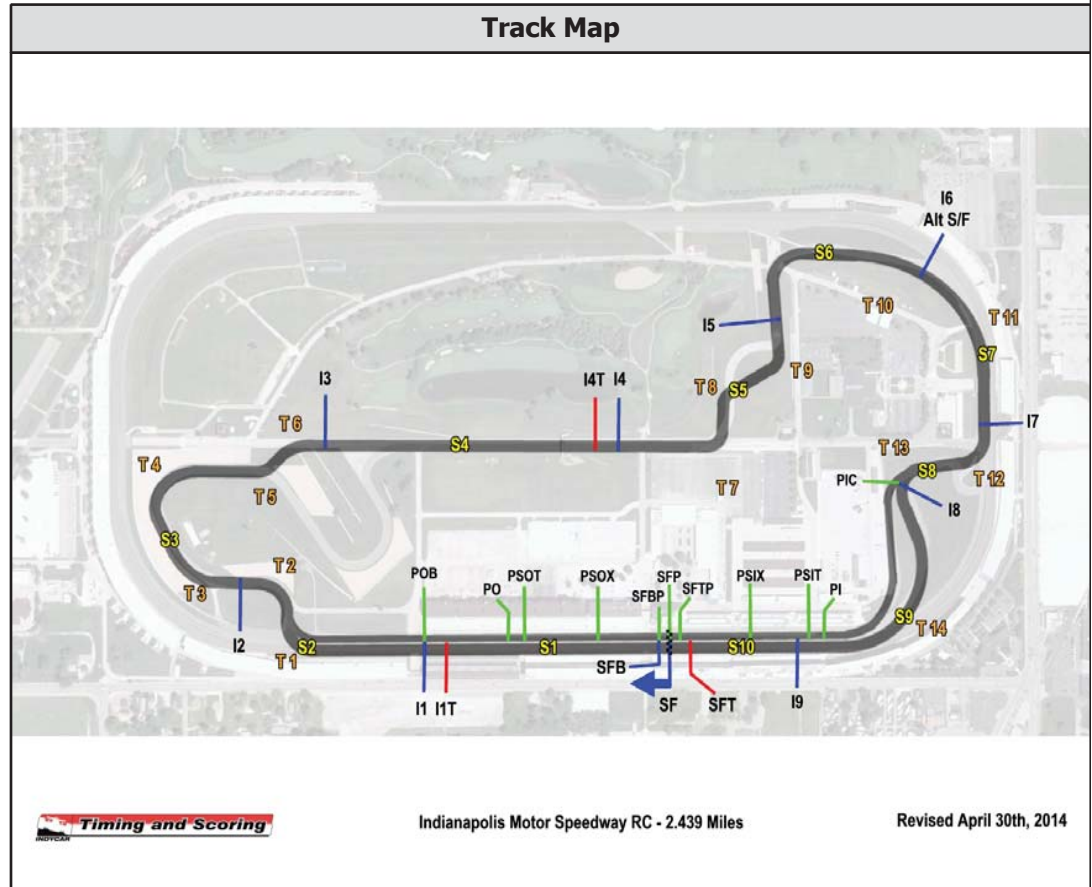 Track Map
I6
Alt S/F
S6
T 10
T 11
I5
S7
T 9
T 8
S5
I3
I4T
I4
T 6
I7
S4
T 13
T 4
S8
T 12
T 5
PIC
T 7
I8
S3
T 2
POB
PO
PSOT
PSOX
SFP
SFBP
SFTP
PSIX
PSIT
PI
T 3
S9
T 14
I2
S2
S1
S10
T 1
SFB
I1
I1T
SF
SFT
I9
INDYCAR
Timing and Scoring
Indianapolis Motor Speedway RC - 2.439 Miles
Revised April 30th, 2014